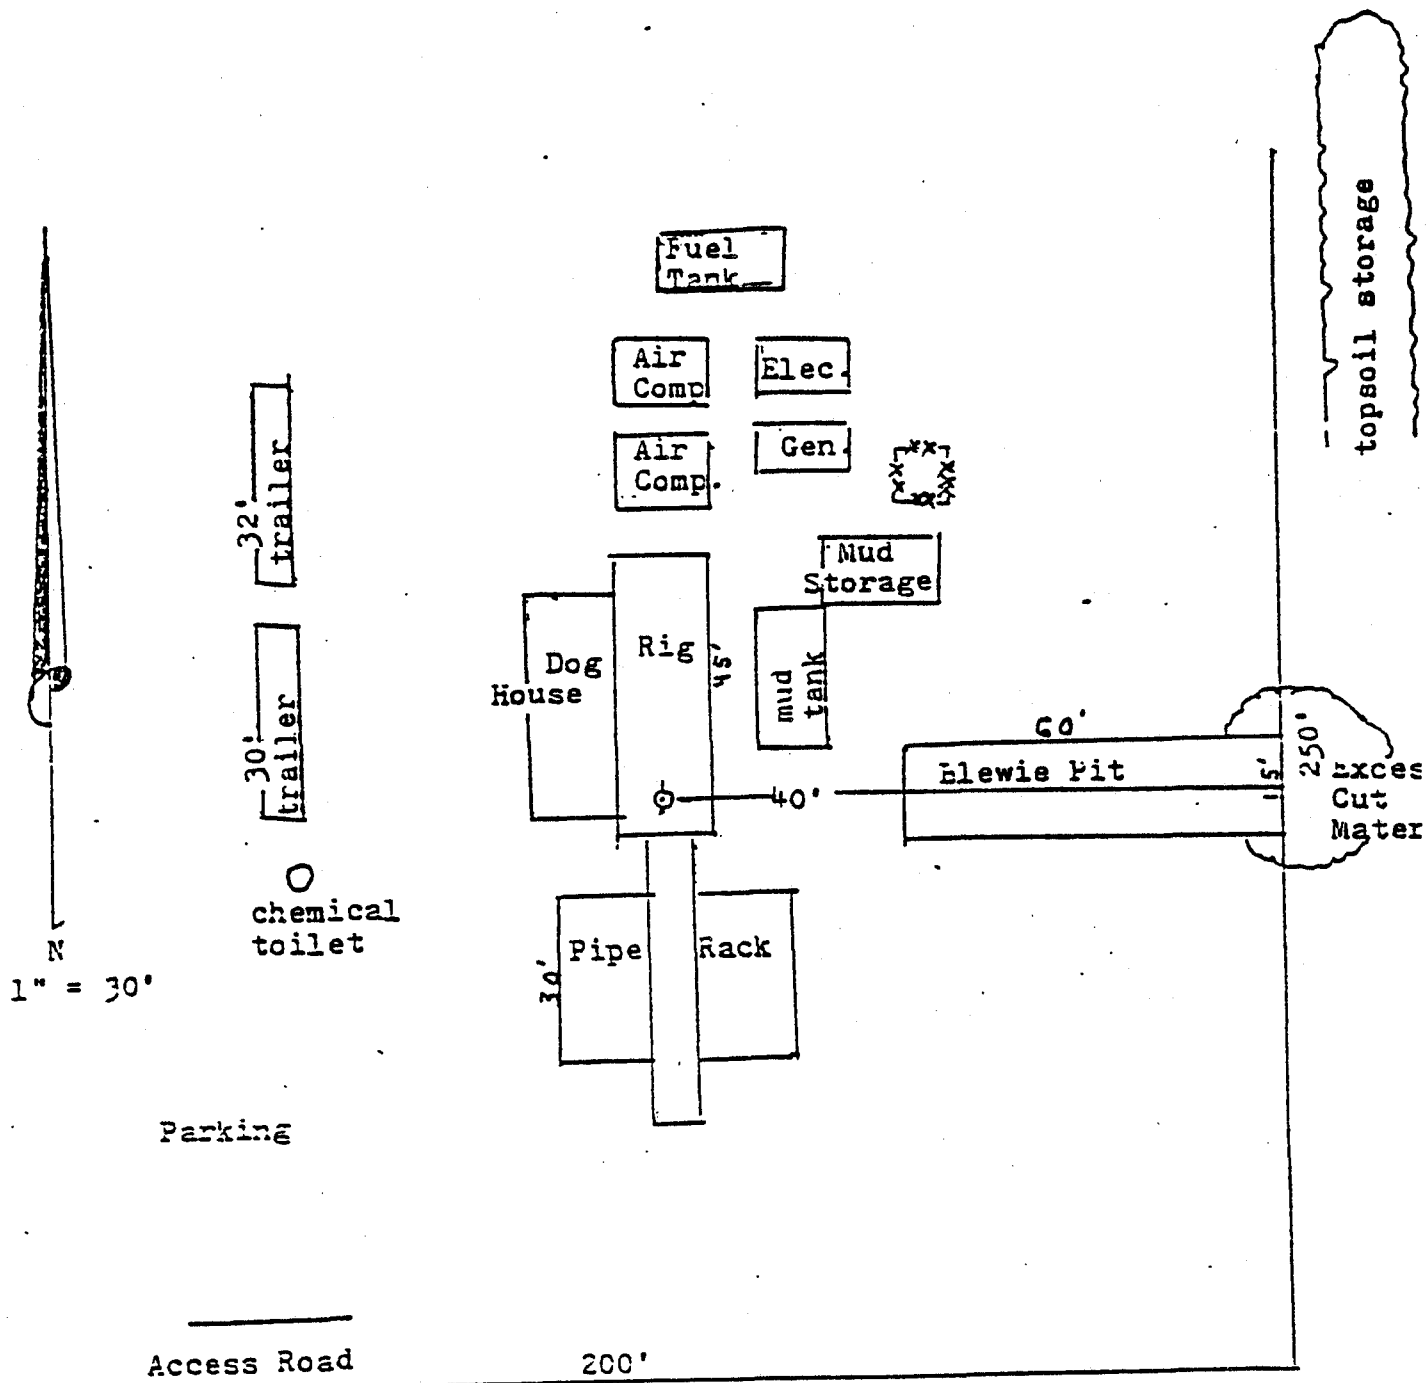 topsoil storage
Fuel
Tank
Air
Comp
Elec.
Air
Comp.
Gen.
32'
trailer
Mud
Storage
Rig
45'
Dog
House
mud
tank
30'
trailer
60'
Blewie Pit
15'
250'
Exces
Cut
Mater
40'
chemical
toilet
N
1" = 30'
Pipe Rack
30'
Parking
Access Road
200'